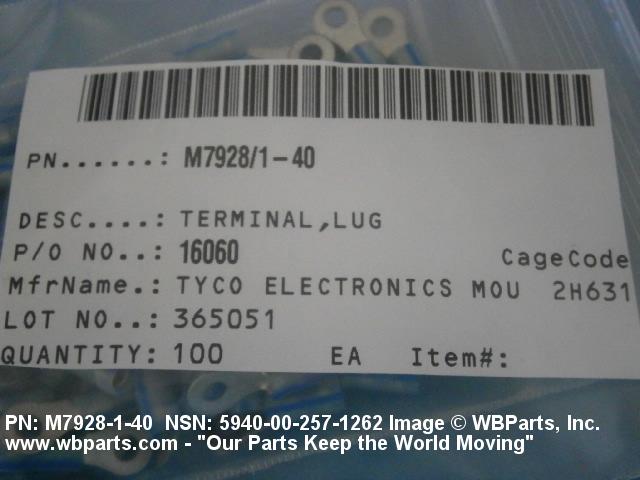 PN......: M7928/1-40
DESC....: TERMINAL,LUG
P/O NO..: 16060 CageCode
MfrName.: TYCO ELECTRONICS MOU 2H631
LOT NO..: 365051
QUANTITY: 100 EA Item#:
PN: M7928-1-40 NSN: 5940-00-257-1262 Image © WBParts, Inc.
www.wbparts.com - "Our Parts Keep the World Moving"